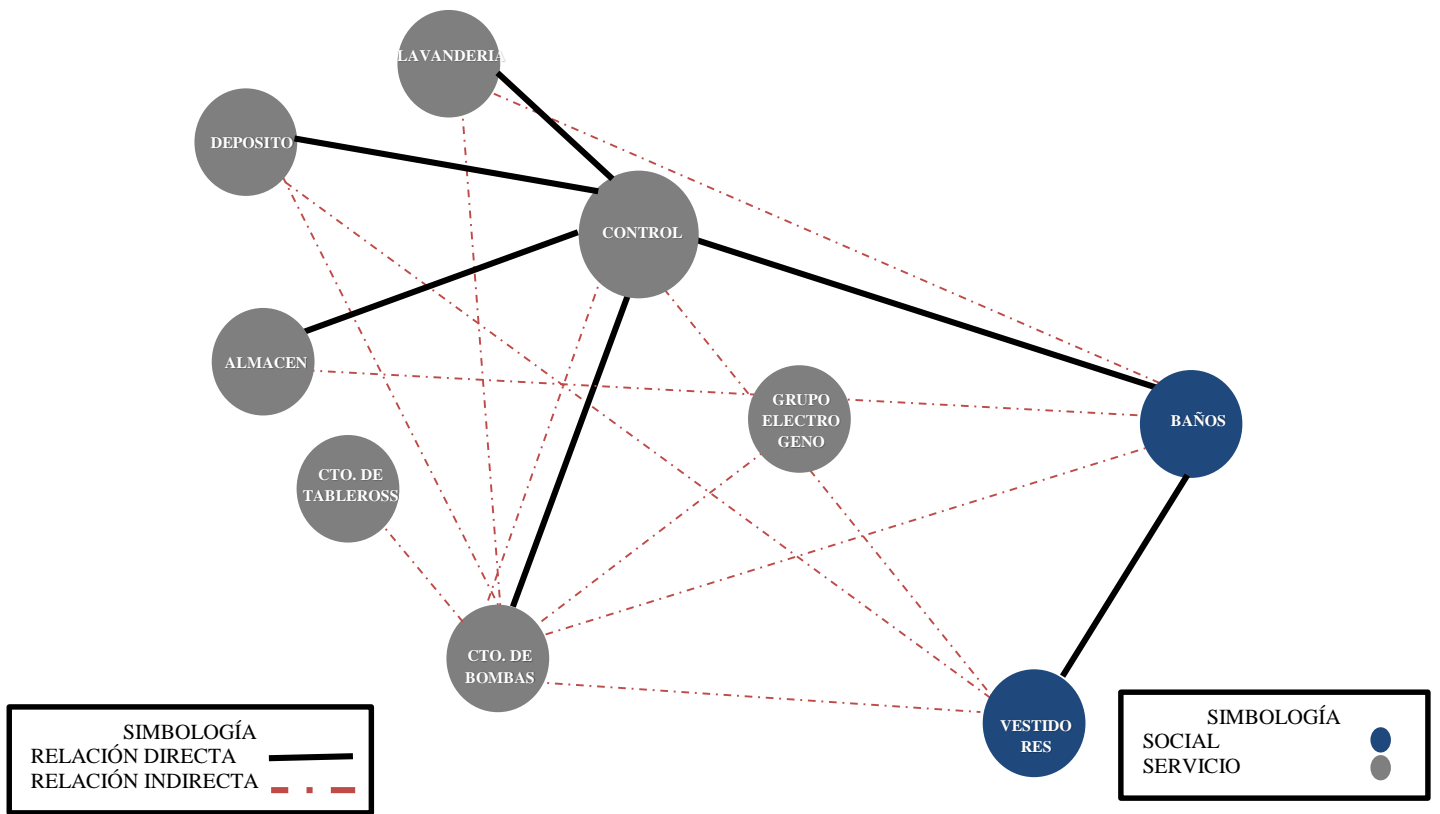 LAVANDERIA
DEPOSITO
CONTROL
ALMACEN
GRUPO
ELECTRO
GENO
BAÑOS
CTO. DE
TABLEROSS
CTO. DE
BOMBAS
VESTIDO
RES
SIMBOLOGÍA
RELACIÓN DIRECTA
RELACIÓN INDIRECTA
SIMBOLOGÍA
SOCIAL
SERVICIO